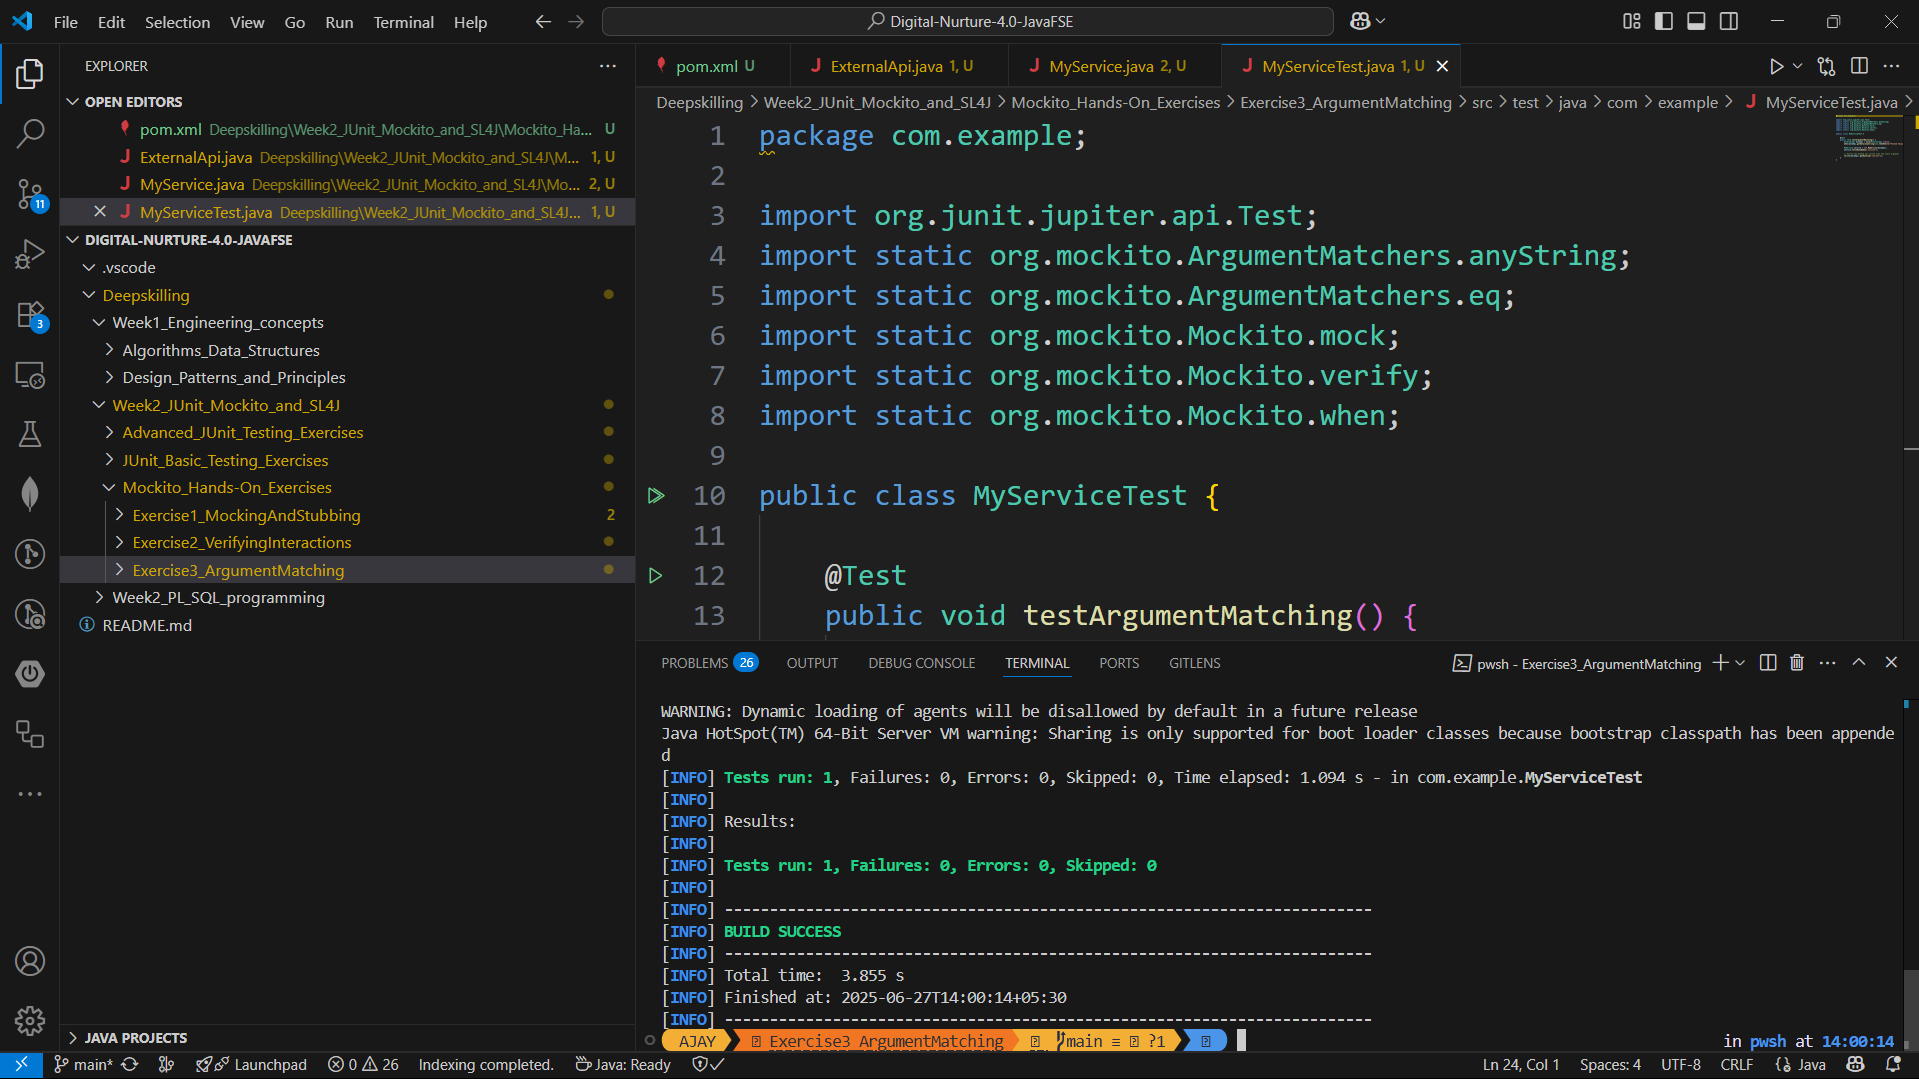 File Edit Selection View Go Run Terminal Help
Digital-Nurture-4.0-JavaFSE
EXPLORER
OPEN EDITORS
pom.xml Deepskilling\Week2_JUnit_Mockito_and_SL4J\Mockito_Ha... U
ExternalApi.java Deepskilling\Week2_JUnit_Mockito_and_SL4J\M... 1, U
MyService.java Deepskilling\Week2_JUnit_Mockito_and_SL4J\Mo... 2, U
MyServiceTest.java Deepskilling\Week2_JUnit_Mockito_and_SL4J\... 1, U
DIGITAL-NURTURE-4.0-JAVAFSE
.vscode
Deepskilling
Week1_Engineering_concepts
Algorithms_Data_Structures
Design_Patterns_and_Principles
Week2_JUnit_Mockito_and_SL4J
Advanced_JUnit_Testing_Exercises
JUnit_Basic_Testing_Exercises
Mockito_Hands-On_Exercises
Exercise1_MockingAndStubbing 2
Exercise2_VerifyingInteractions
Exercise3_ArgumentMatching
Week2_PL_SQL_programming
README.md
JAVA PROJECTS
11
3
pom.xml U
ExternalApi.java 1, U
MyService.java 2, U
MyServiceTest.java 1, U
Deepskilling > Week2_JUnit_Mockito_and_SL4J > Mockito_Hands-On_Exercises > Exercise3_ArgumentMatching > src > test > java > com > example > MyServiceTest.java >
1 package com.example;
2
3 import org.junit.jupiter.api.Test;
4 import static org.mockito.ArgumentMatchers.anyString;
5 import static org.mockito.ArgumentMatchers.eq;
6 import static org.mockito.Mockito.mock;
7 import static org.mockito.Mockito.verify;
8 import static org.mockito.Mockito.when;
9
10 public class MyServiceTest {
11
12 @Test
13 public void testArgumentMatching() {
PROBLEMS 26 OUTPUT DEBUG CONSOLE TERMINAL PORTS GITLENS
pwsh - Exercise3_ArgumentMatching
WARNING: Dynamic loading of agents will be disallowed by default in a future release
Java HotSpot(TM) 64-Bit Server VM warning: Sharing is only supported for boot loader classes because bootstrap classpath has been appende
d
[INFO] Tests run: 1, Failures: 0, Errors: 0, Skipped: 0, Time elapsed: 1.094 s - in com.example.MyServiceTest
[INFO]
[INFO] Results:
[INFO]
[INFO] Tests run: 1, Failures: 0, Errors: 0, Skipped: 0
[INFO]
[INFO] ------------------------------------------------------------------------
[INFO] BUILD SUCCESS
[INFO] ------------------------------------------------------------------------
[INFO] Total time:  3.855 s
[INFO] Finished at: 2025-06-27T14:00:14+05:30
[INFO] ------------------------------------------------------------------------
AJAY Exercise3_ArgumentMatching main ≡ ?1
in pwsh at 14:00:14
main* Launchpad 0 26 Indexing completed. Java: Ready
Ln 24, Col 1 Spaces: 4 UTF-8 CRLF {} Java